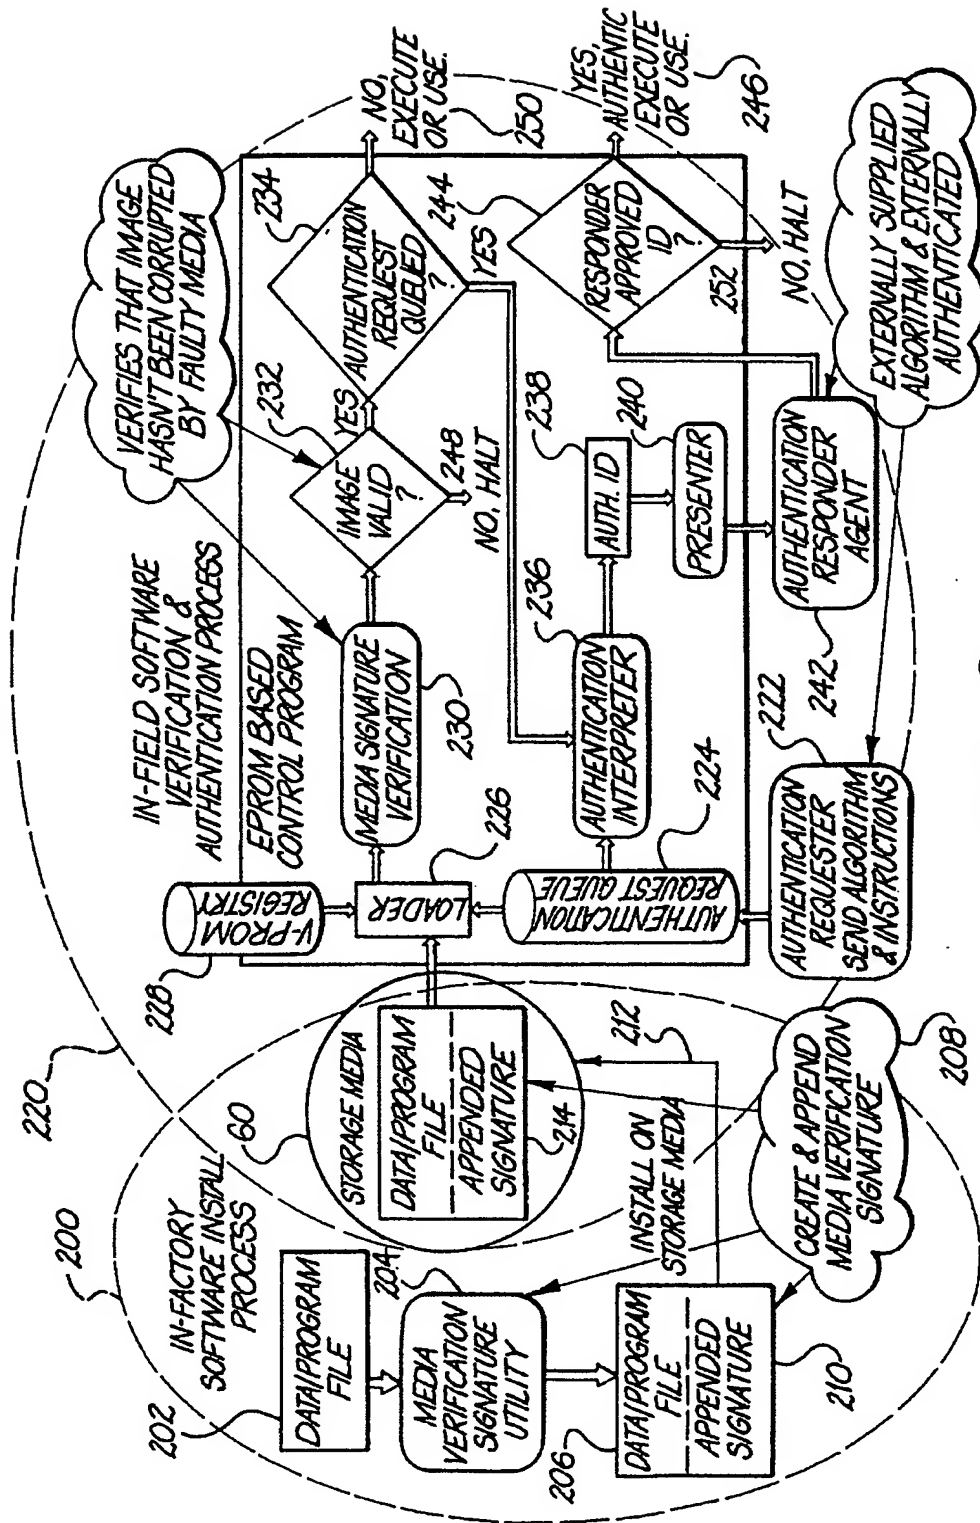 200
IN-FACTORY
SOFTWARE INSTALL
PROCESS
202
DATA/PROGRAM
FILE
204
MEDIA
VERIFICATION
SIGNATURE
UTILITY
206
DATA/PROGRAM
FILE
APPENDED
SIGNATURE
210
INSTALL ON
STORAGE MEDIA
212
CREATE & APPEND
MEDIA VERIFICATION
SIGNATURE
208
60
STORAGE MEDIA
DATA/PROGRAM
FILE
APPENDED
SIGNATURE
214
220
IN-FIELD SOFTWARE
VERIFICATION &
AUTHENTICATION PROCESS
228
V-PROM
REGISTRY
EPROM BASED
CONTROL PROGRAM
LOADER
226
MEDIA SIGNATURE
VERIFICATION
230
VERIFIES THAT IMAGE
HASN'T BEEN CORRUPTED
BY FAULTY MEDIA
232
IMAGE
VALID
?
YES
248
NO, HALT
234
AUTHENTICATION
REQUEST
QUEUED
?
YES
NO,
EXECUTE
OR USE.
250
AUTHENTICATION
REQUEST QUEUE
224
AUTHENTICATION
INTERPRETER
236
AUTH. ID
238
PRESENTER
240
244
RESPONDER
APPROVED
ID
?
YES,
AUTHENTIC
EXECUTE
OR USE.
246
252
NO, HALT
AUTHENTICATION
REQUESTER
SEND ALGORITHM
& INSTRUCTIONS
222
AUTHENTICATION
RESPONDER
AGENT
242
EXTERNALLY SUPPLIED
ALGORITHM & EXTERNALLY
AUTHENTICATED